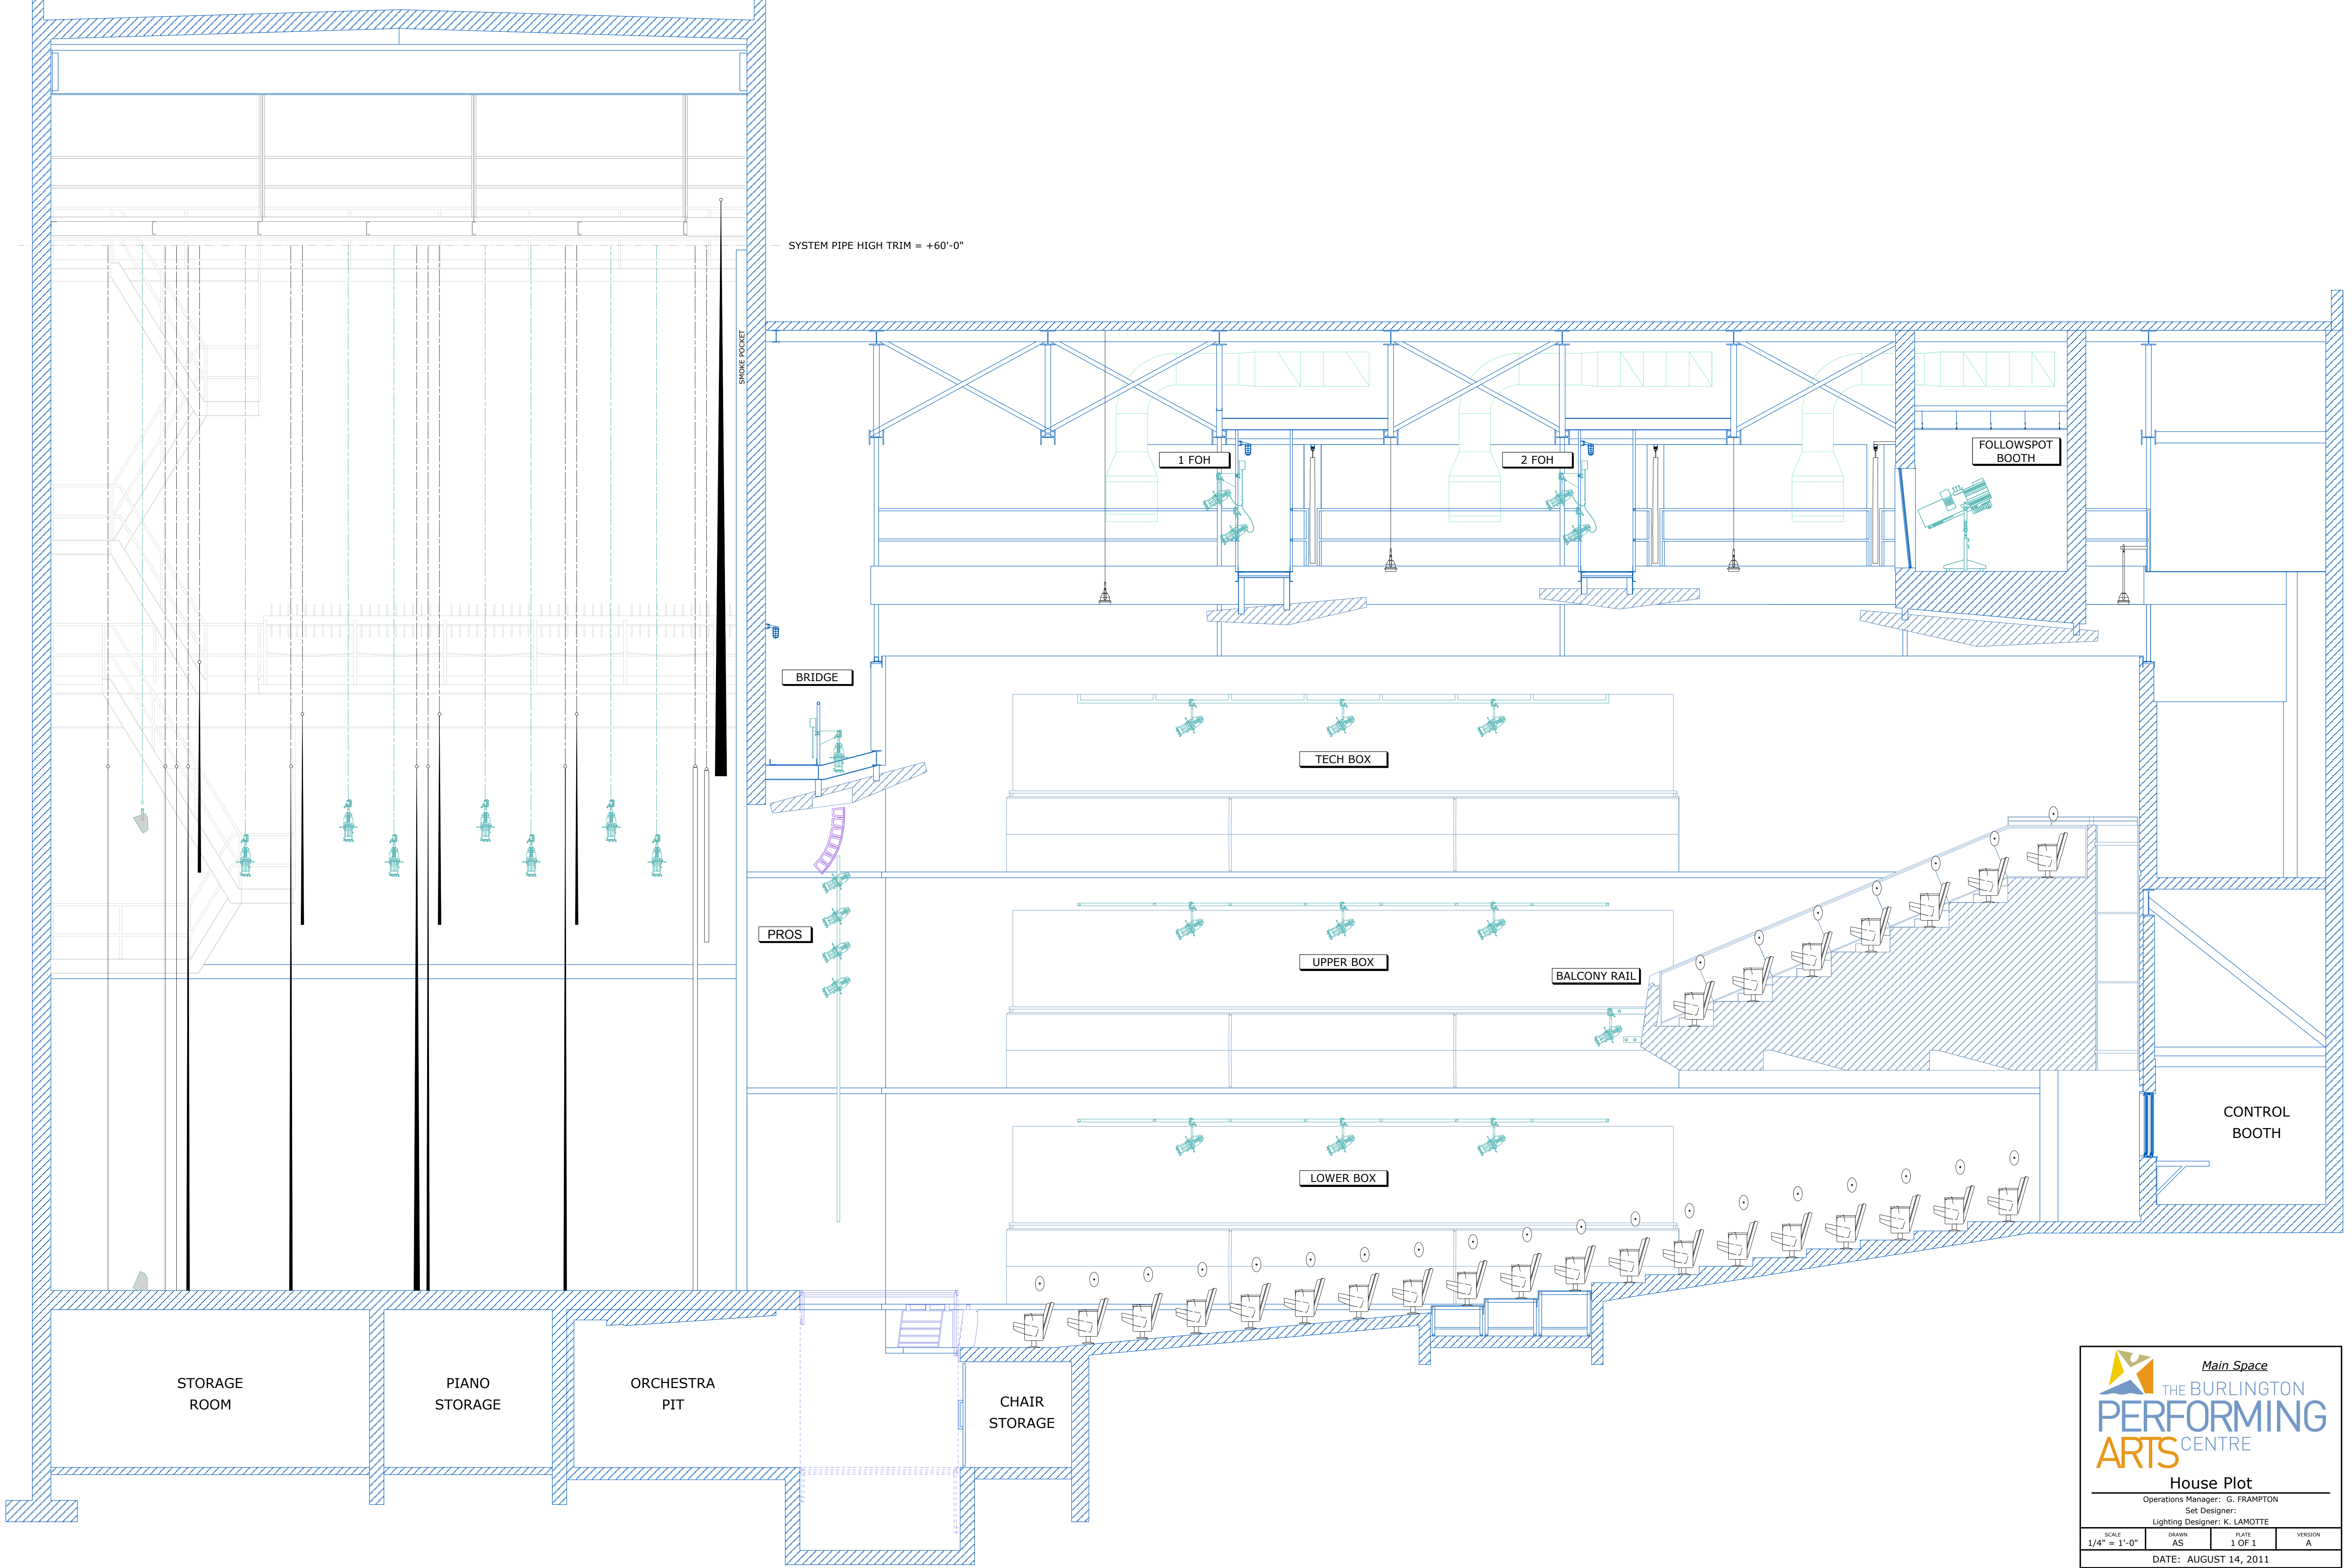 SYSTEM PIPE HIGH TRIM = +60'-0"
SMOKE POCKET
1 FOH
2 FOH
FOLLOWSPOT
BOOTH
BRIDGE
TECH BOX
PROS
UPPER BOX
BALCONY RAIL
CONTROL
BOOTH
LOWER BOX
STORAGE
ROOM
PIANO
STORAGE
ORCHESTRA
PIT
CHAIR
STORAGE
Main Space
THE BURLINGTON
PERFORMING
ARTS CENTRE
House Plot
Operations Manager: G. FRAMPTON
Set Designer:
Lighting Designer: K. LAMOTTE
SCALE DRAWN PLATE VERSION
1/4" = 1'-0" AS 1 OF 1 A
DATE: AUGUST 14, 2011